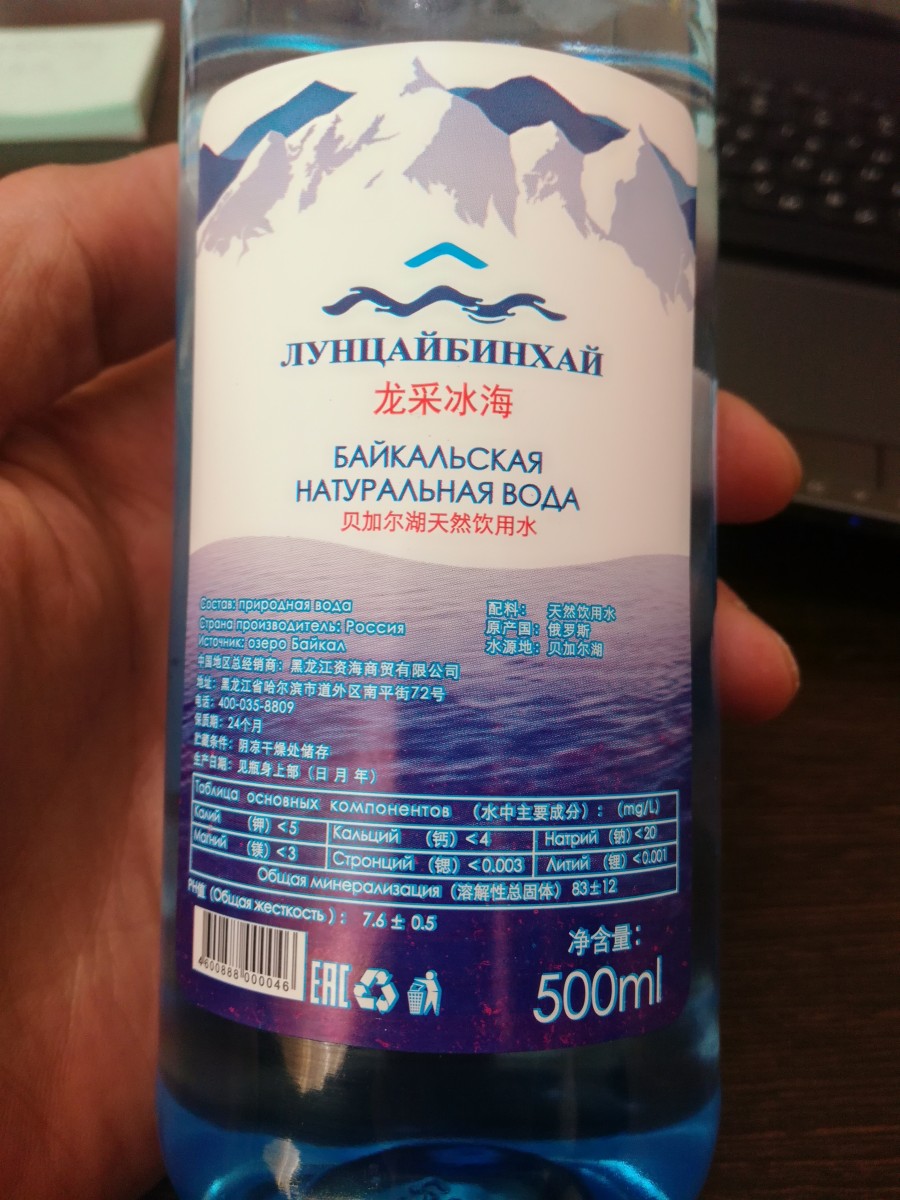 ЛУНЦАЙБИНХАЙ
龙采冰海
БАЙКАЛЬСКАЯ
НАТУРАЛЬНАЯ ВОДА
贝加尔湖天然饮用水
Состав: природная вода
Страна производитель: Россия
Источник: озеро Байкал
配料: 天然饮用水
原产国: 俄罗斯
水源地: 贝加尔湖
中国地区总经销商: 黑龙江资海商贸有限公司
地址: 黑龙江省哈尔滨市道外区南平街72号
电话: 400-035-8809
保质期: 24个月
贮藏条件: 阴凉干燥处储存
生产日期: 见瓶身上部 (日 月 年)
Таблица основных компонентов (水中主要成分): (mg/L)
Калий (钾) <5 Кальций (钙) <4 Натрий (钠) <20
Магний (镁) <3 Стронций (锶) <0.003 Литий (锂) <0.001
Общая минерализация (溶解性总固体) 83±12
PH值 (Общая жесткость): 7.6 ± 0.5
净含量:
500ml
4600888 000046
EAC